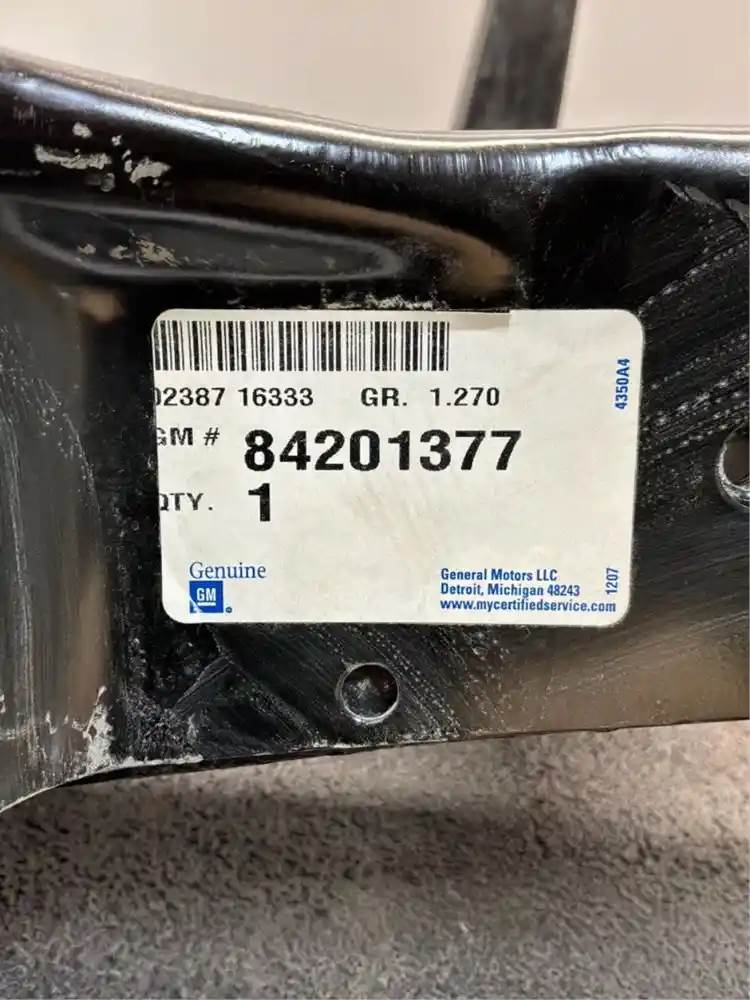 02387 16333 GR. 1.270
GM # 84201377
QTY. 1
4350A4
Genuine
GM
General Motors LLC
Detroit, Michigan 48243
www.mycertifiedservice.com
1207